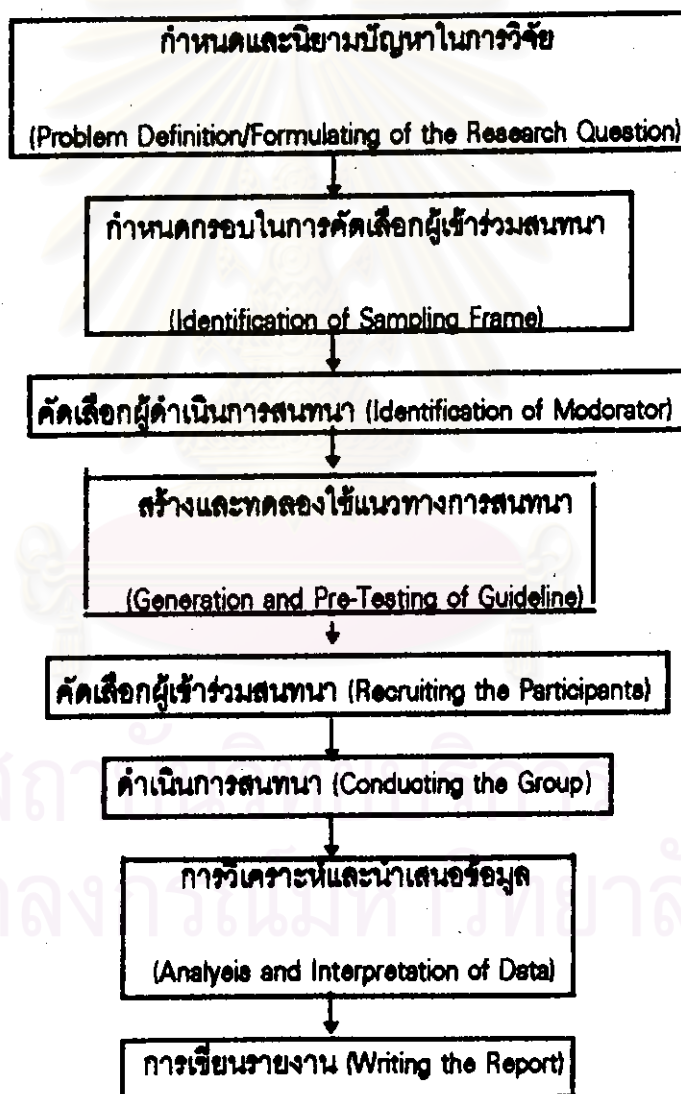 กำหนดและนิยามปัญหาในการวิจัย
(Problem Definition/Formulating of the Research Question)
กำหนดกรอบในการคัดเลือกผู้เข้าร่วมสนทนา
(Identification of Sampling Frame)
คัดเลือกผู้ดำเนินการสนทนา (Identification of Modorator)
สร้างและทดลองใช้แนวทางการสนทนา
(Generation and Pre-Testing of Guideline)
คัดเลือกผู้เข้าร่วมสนทนา (Recruiting the Participants)
ดำเนินการสนทนา (Conducting the Group)
การวิเคราะห์และนำเสนอข้อมูล
(Analysis and Interpretation of Data)
การเขียนรายงาน (Writing the Report)